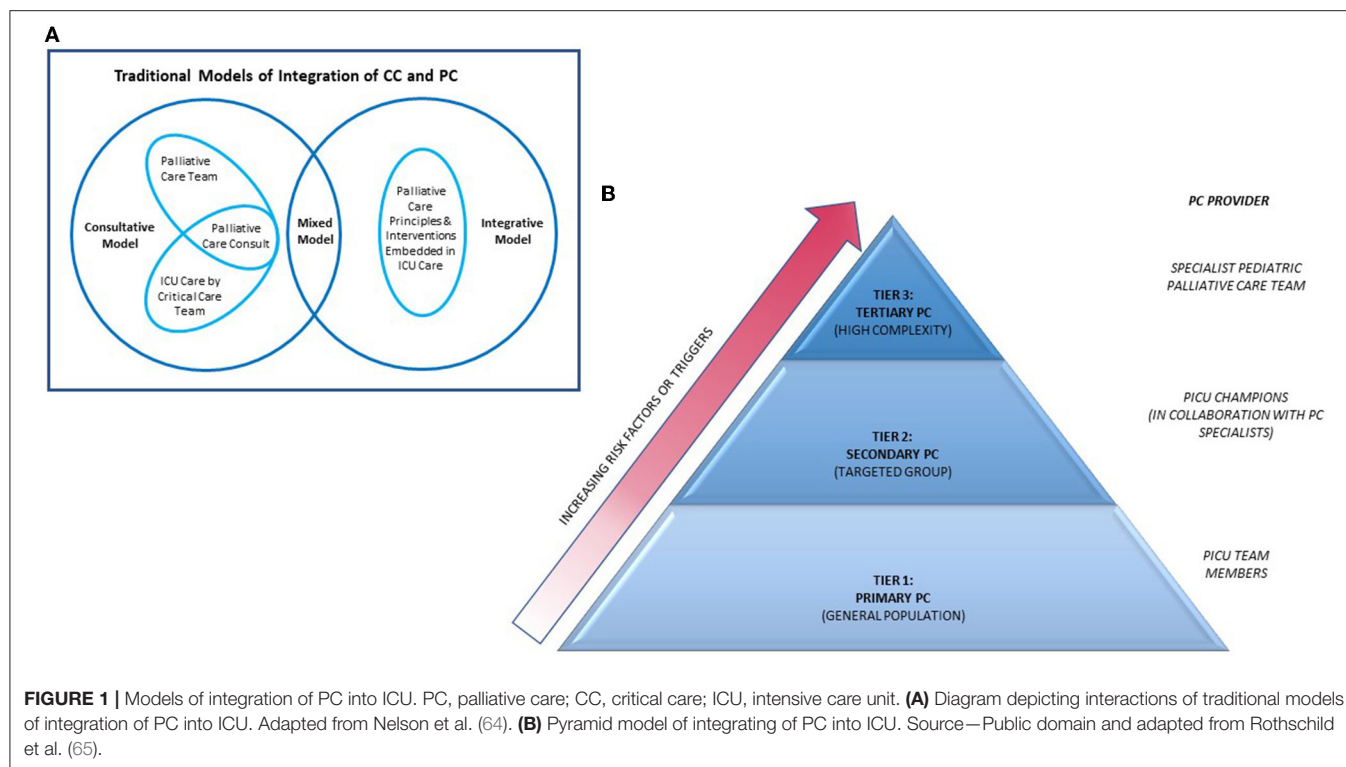 A
Traditional Models of Integration of CC and PC
Palliative
Care Team
Consultative
Model
Palliative
Care Consult
ICU Care by
Critical Care
Team
Mixed
Model
Palliative
Care
Principles &
Interventions
Embedded in
ICU Care
Integrative
Model
B
INCREASING RISK FACTORS OR TRIGGERS
TIER 3:
TERTIARY PC
(HIGH COMPLEXITY)
TIER 2:
SECONDARY PC
(TARGETED GROUP)
TIER 1:
PRIMARY PC
(GENERAL POPULATION)
PC PROVIDER
SPECIALIST PEDIATRIC
PALLIATIVE CARE TEAM
PICU CHAMPIONS
(IN COLLABORATION WITH PC
SPECIALISTS)
PICU TEAM
MEMBERS
FIGURE 1 | Models of integration of PC into ICU. PC, palliative care; CC, critical care; ICU, intensive care unit. (A) Diagram depicting interactions of traditional models
of integration of PC into ICU. Adapted from Nelson et al. (64). (B) Pyramid model of integrating of PC into ICU. Source—Public domain and adapted from Rothschild
et al. (65).